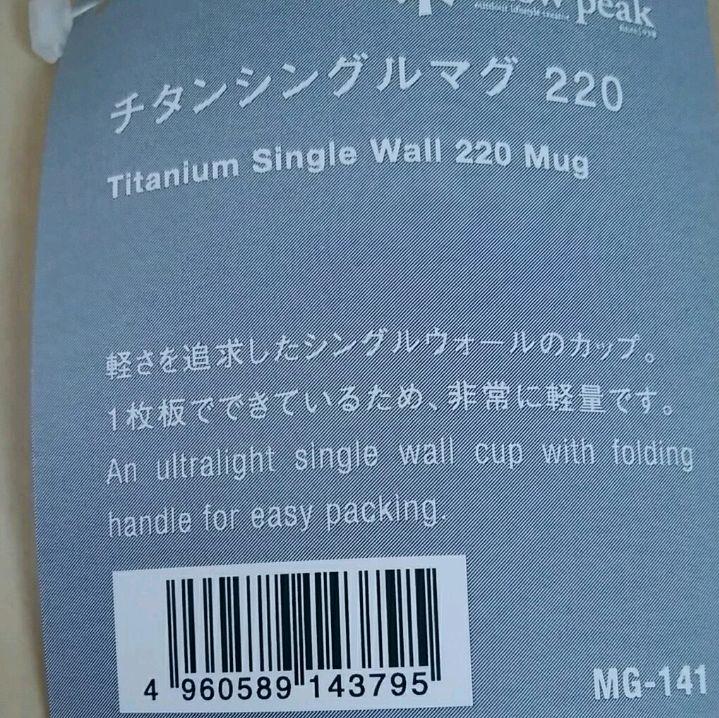 peak
チタンシングルマグ 220
Titanium Single Wall 220 Mug
軽さを追求したシングルウォールのカップ。
1枚板でできているため、非常に軽量です。
An ultralight single wall cup with folding
handle for easy packing.
4 960589 143795
MG-141